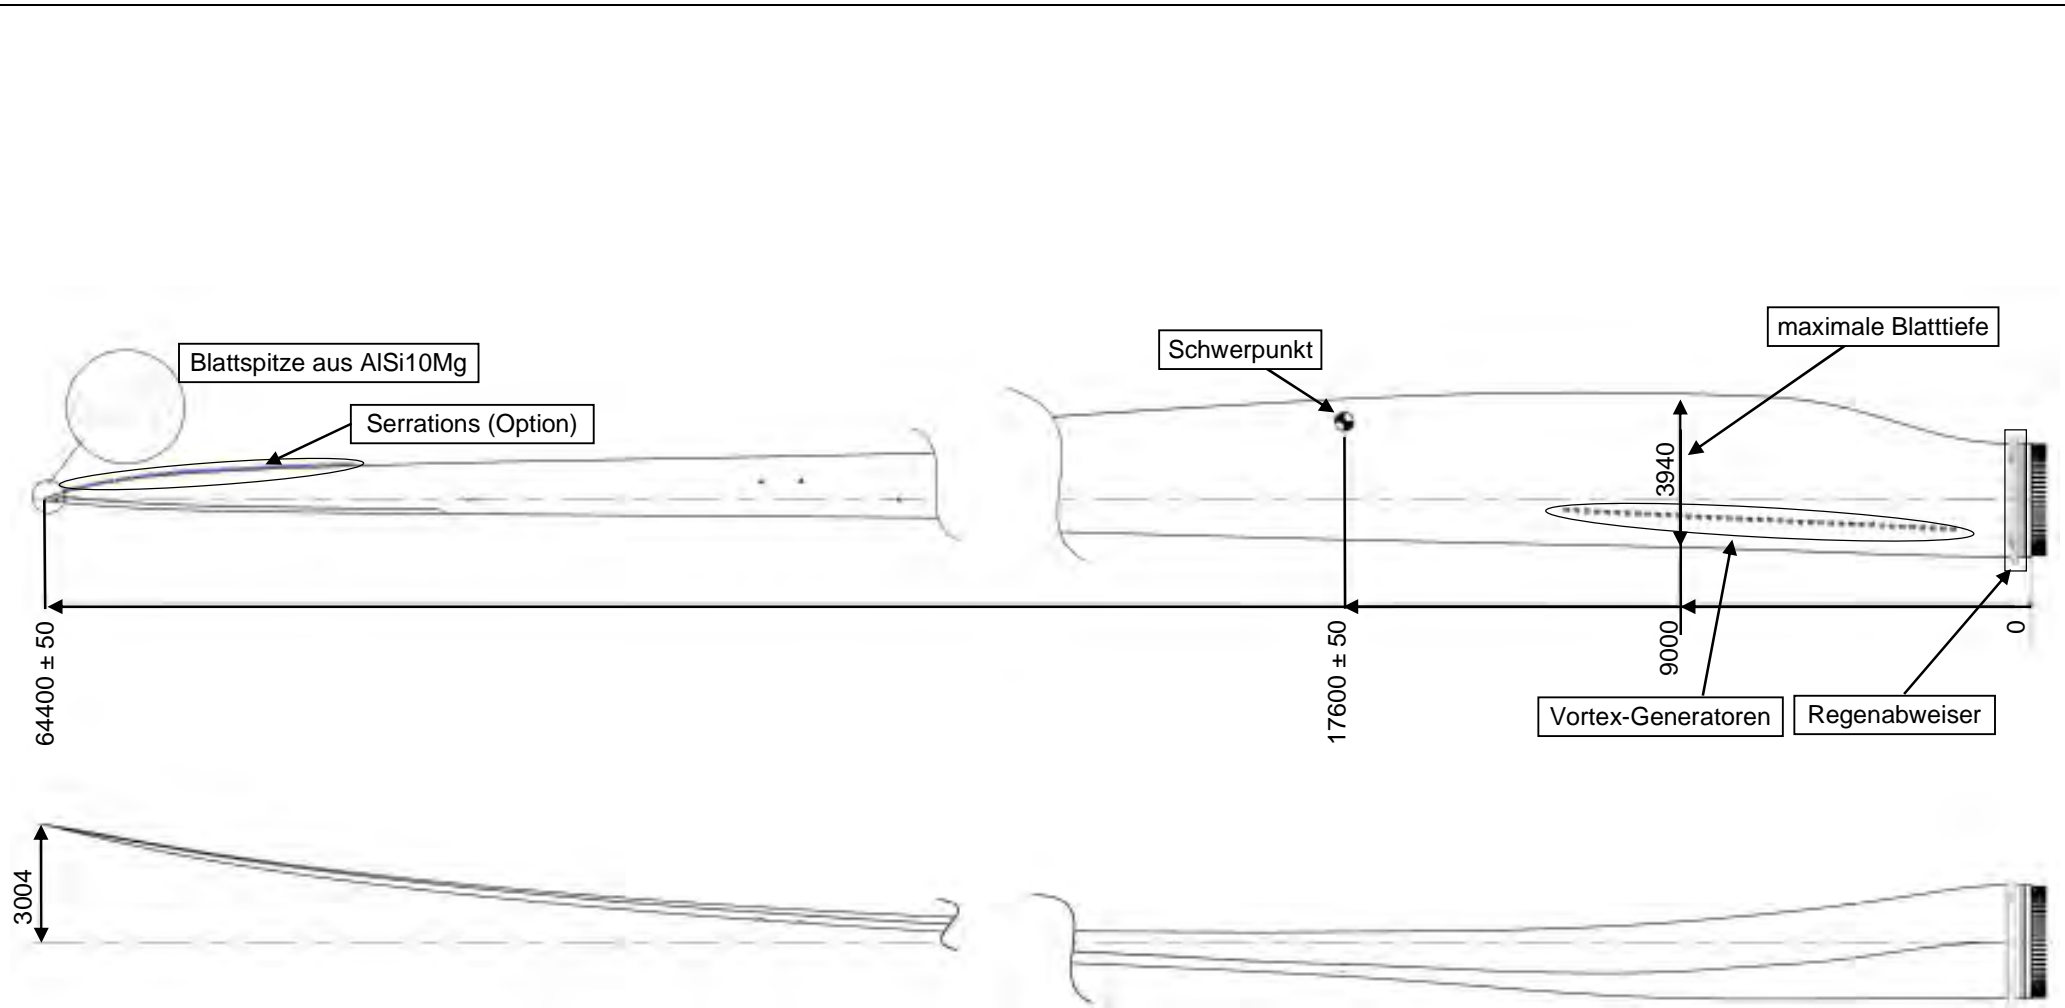 maximale Blatttiefe
Schwerpunkt
Blattspitze aus AlSi10Mg
Serrations (Option)
3940
64400 ± 50
17600 ± 50
9000
0
Vortex-Generatoren
Regenabweiser
3004